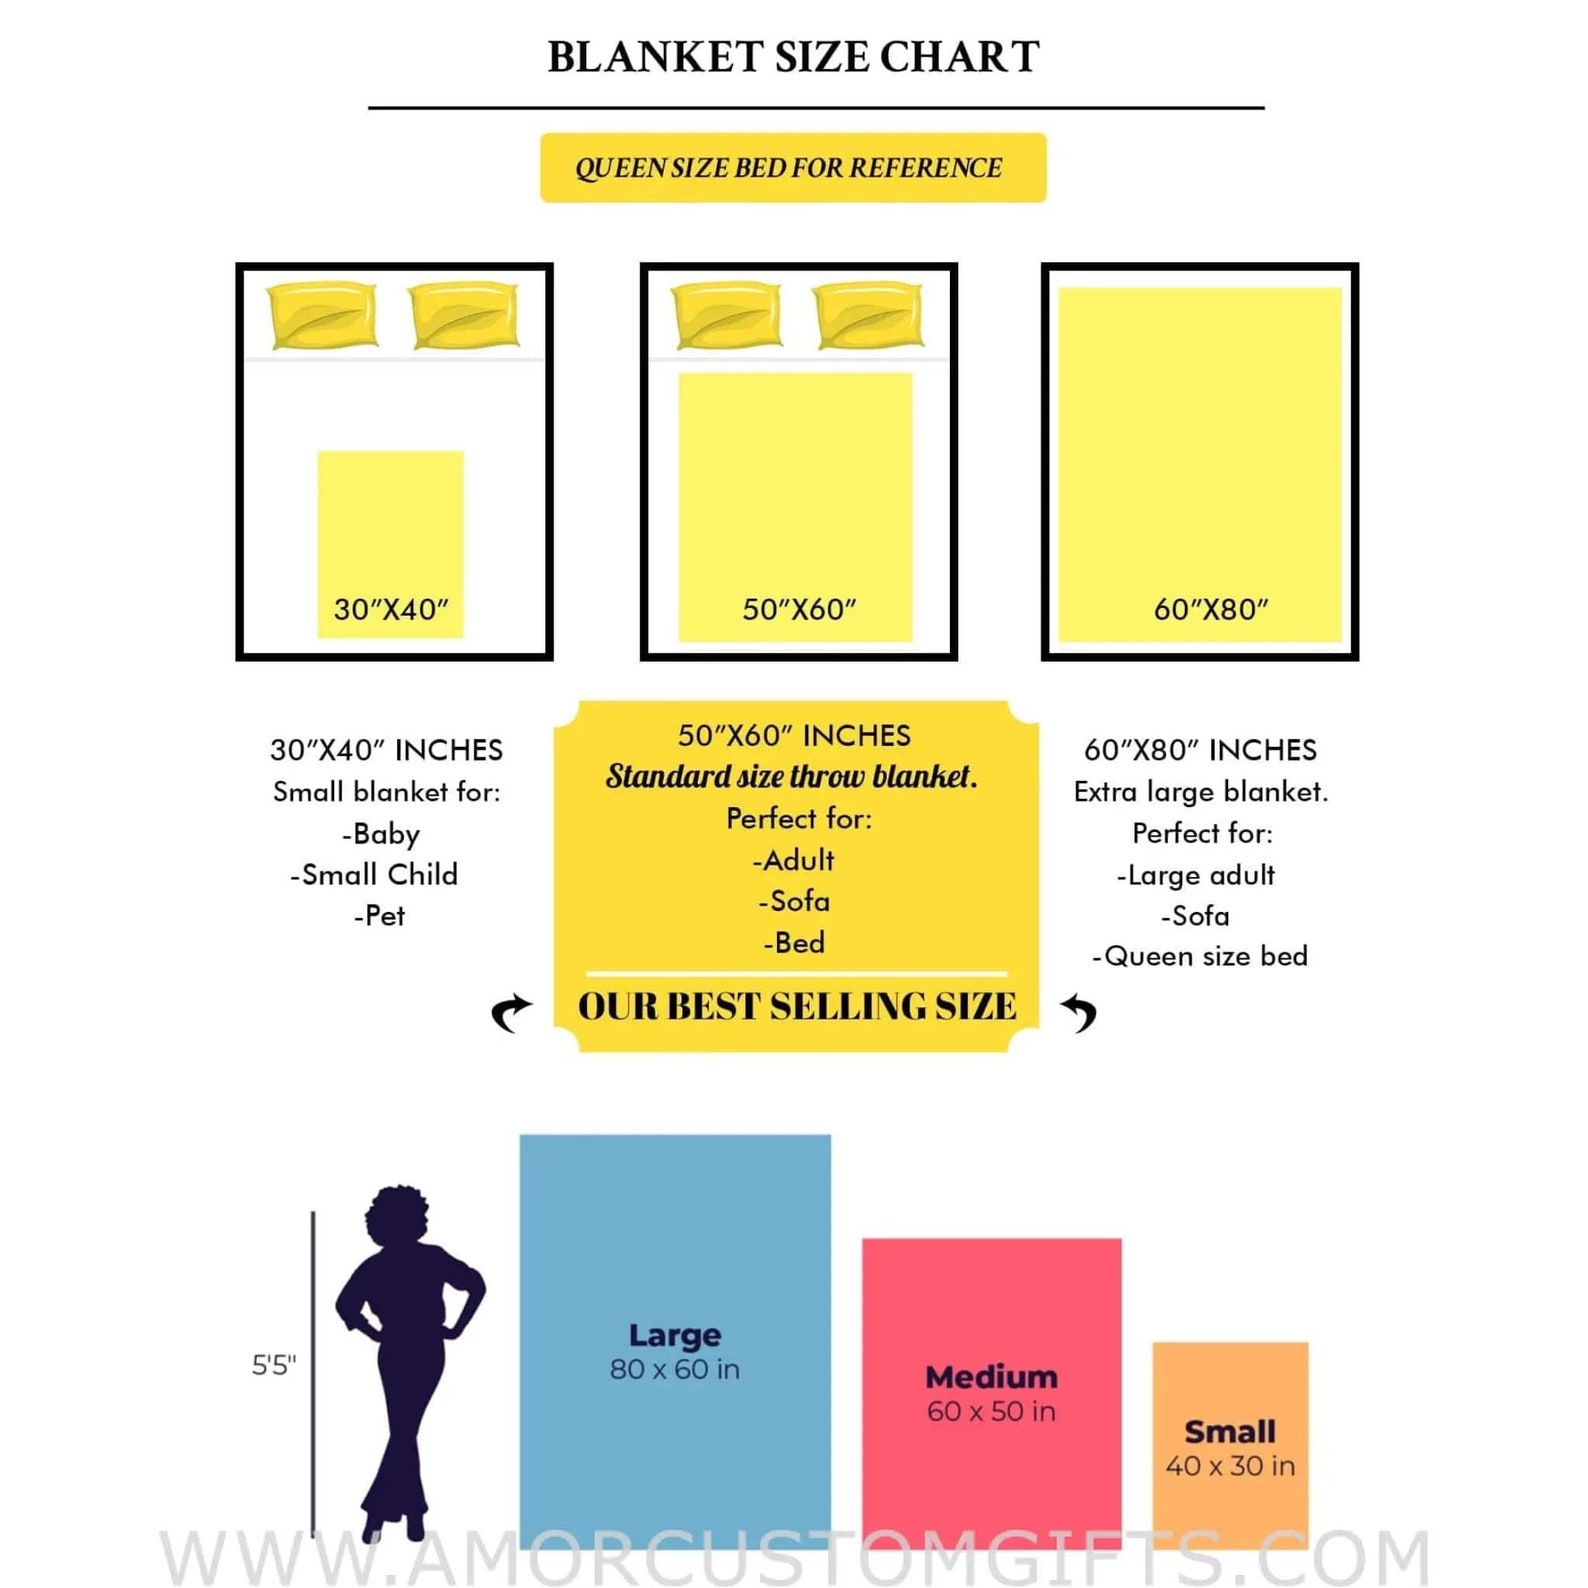 BLANKET SIZE CHART
QUEEN SIZE BED FOR REFERENCE
30”X40”
50”X60”
60”X80”
30”X40” INCHES
Small blanket for:
-Baby
-Small Child
-Pet
50”X60” INCHES
Standard size throw blanket.
Perfect for:
-Adult
-Sofa
-Bed
OUR BEST SELLING SIZE
60”X80” INCHES
Extra large blanket.
Perfect for:
-Large adult
-Sofa
-Queen size bed
5'5"
Large
80 x 60 in
Medium
60 x 50 in
Small
40 x 30 in
WWW.AMORCUSTOMGIFTS.COM